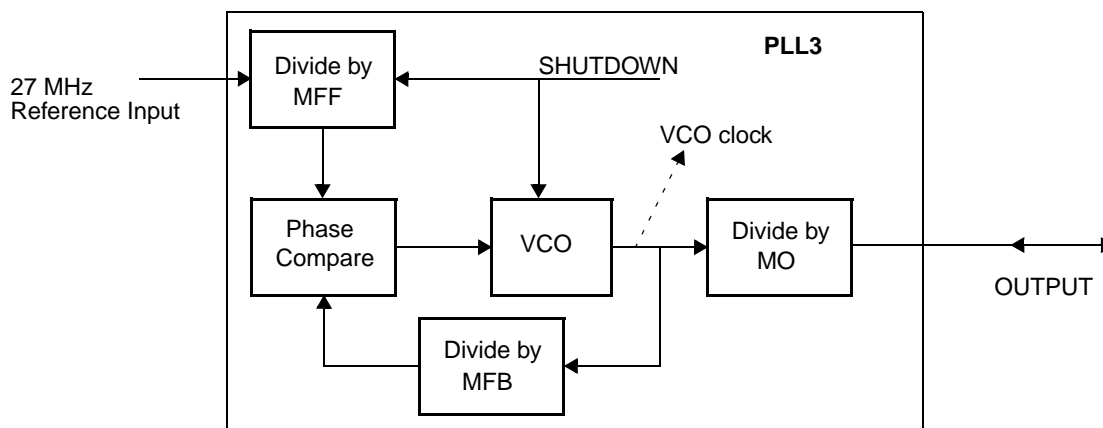 PLL3
Divide by
MFF
SHUTDOWN
27 MHz
Reference Input
VCO clock
Phase
Compare
VCO
Divide by
MO
OUTPUT
Divide by
MFB